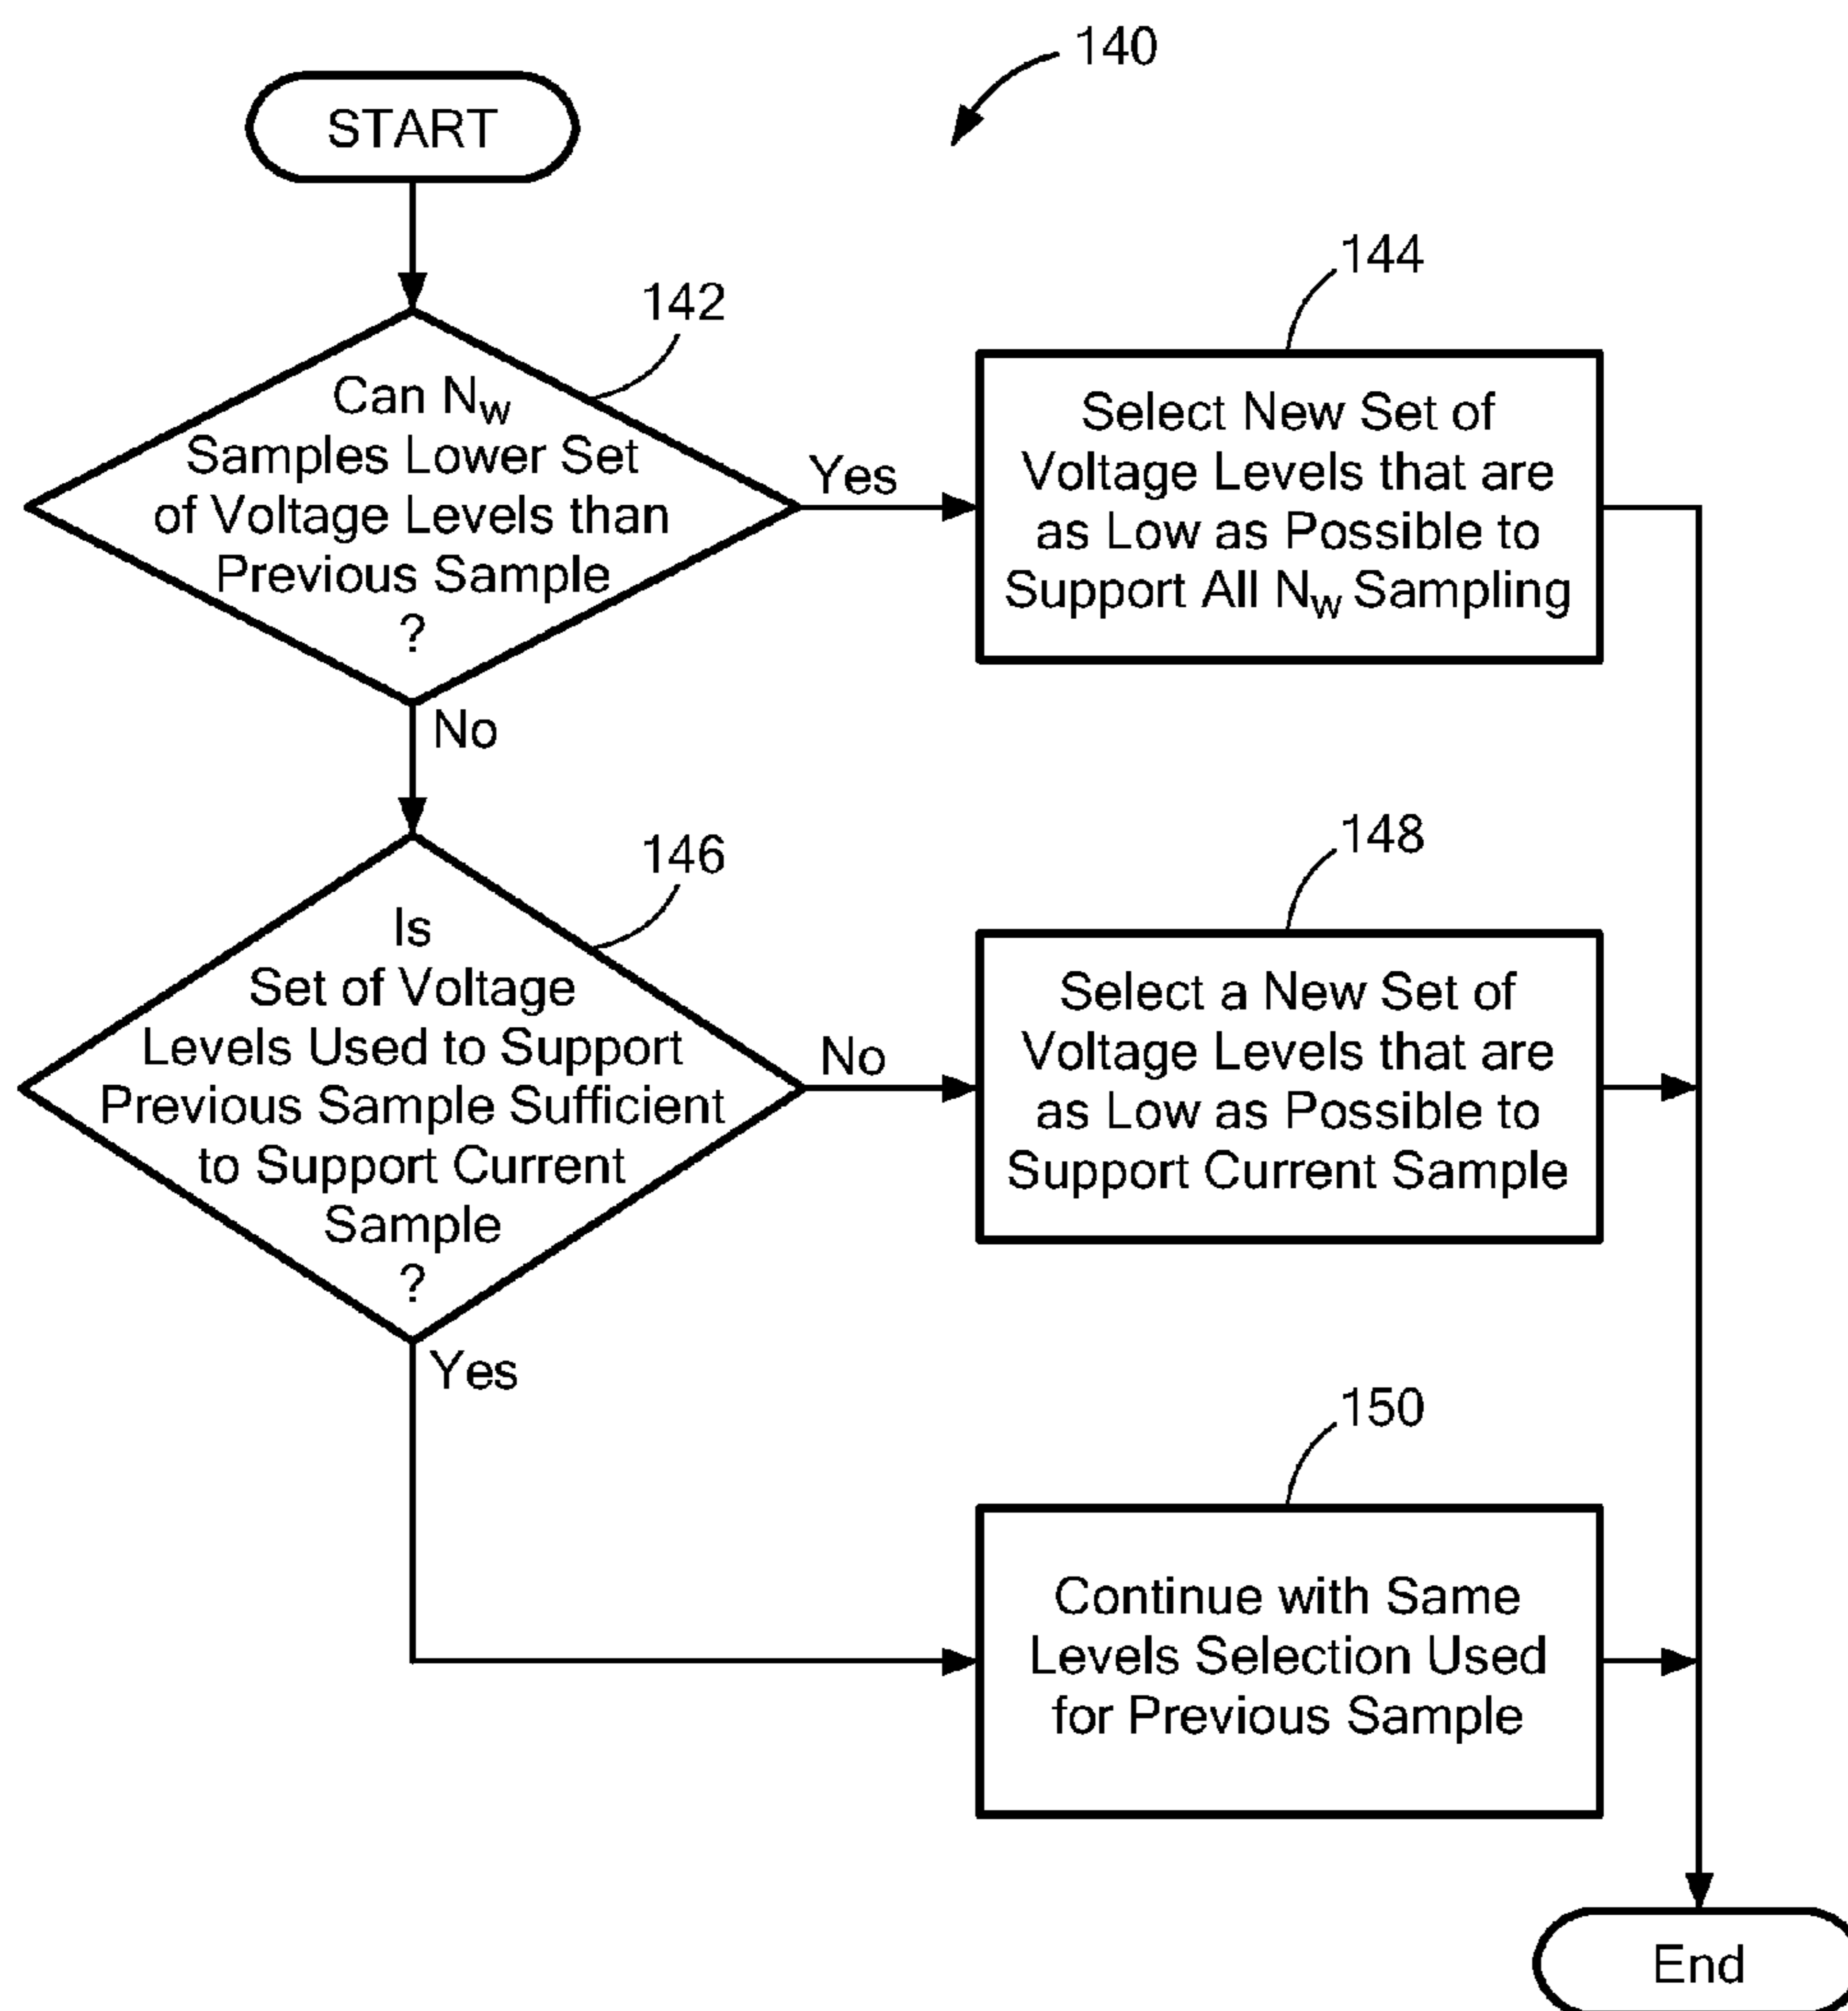 140
START
142
Can Nw
Samples Lower Set
of Voltage Levels than
Previous Sample
?
Yes
No
144
Select New Set of
Voltage Levels that are
as Low as Possible to
Support All Nw Sampling
146
Is
Set of Voltage
Levels Used to Support
Previous Sample Sufficient
to Support Current
Sample
?
No
Yes
148
Select a New Set of
Voltage Levels that are
as Low as Possible to
Support Current Sample
150
Continue with Same
Levels Selection Used
for Previous Sample
End